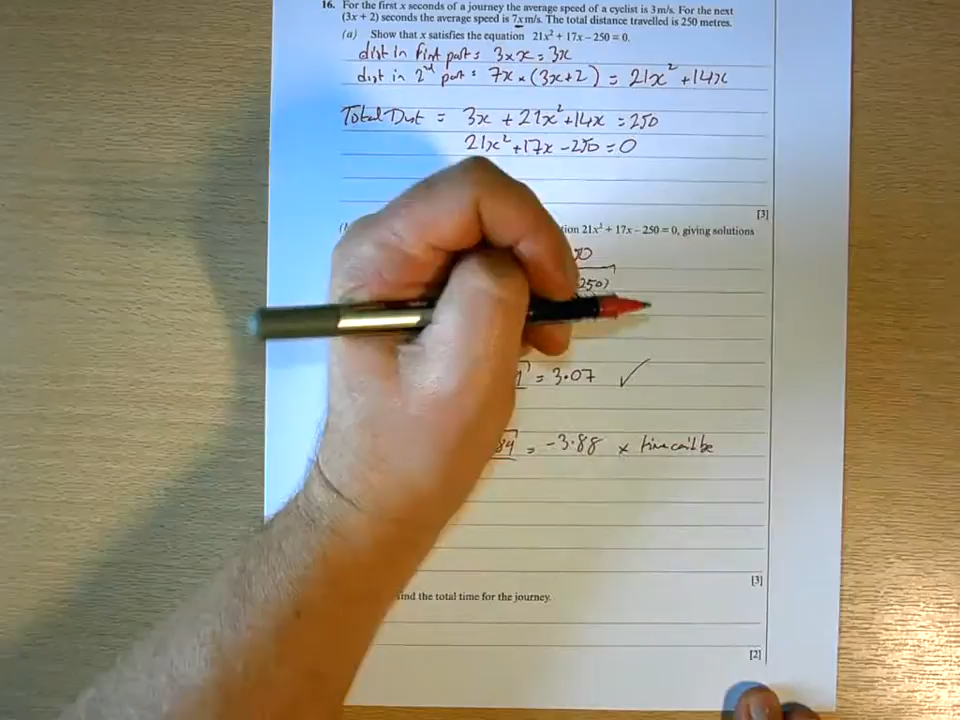 16. For the first x seconds of a journey the average speed of a cyclist is 3 m/s. For the next
(3x + 2) seconds the average speed is 7x m/s. The total distance travelled is 250 metres.
(a) Show that x satisfies the equation 21x² + 17x − 250 = 0.
dist in first part: 3 × x = 3x
dist in 2nd part: 7x × (3x+2) = 21x² + 14x
Total Dist = 3x + 21x² + 14x = 250
21x² + 17x − 250 = 0
[3]
tion 21x² + 17x − 250 = 0, giving solutions
250)
= 3.07 ✓
84 = −3.88 × time can't be
[3]
ind the total time for the journey.
[2]